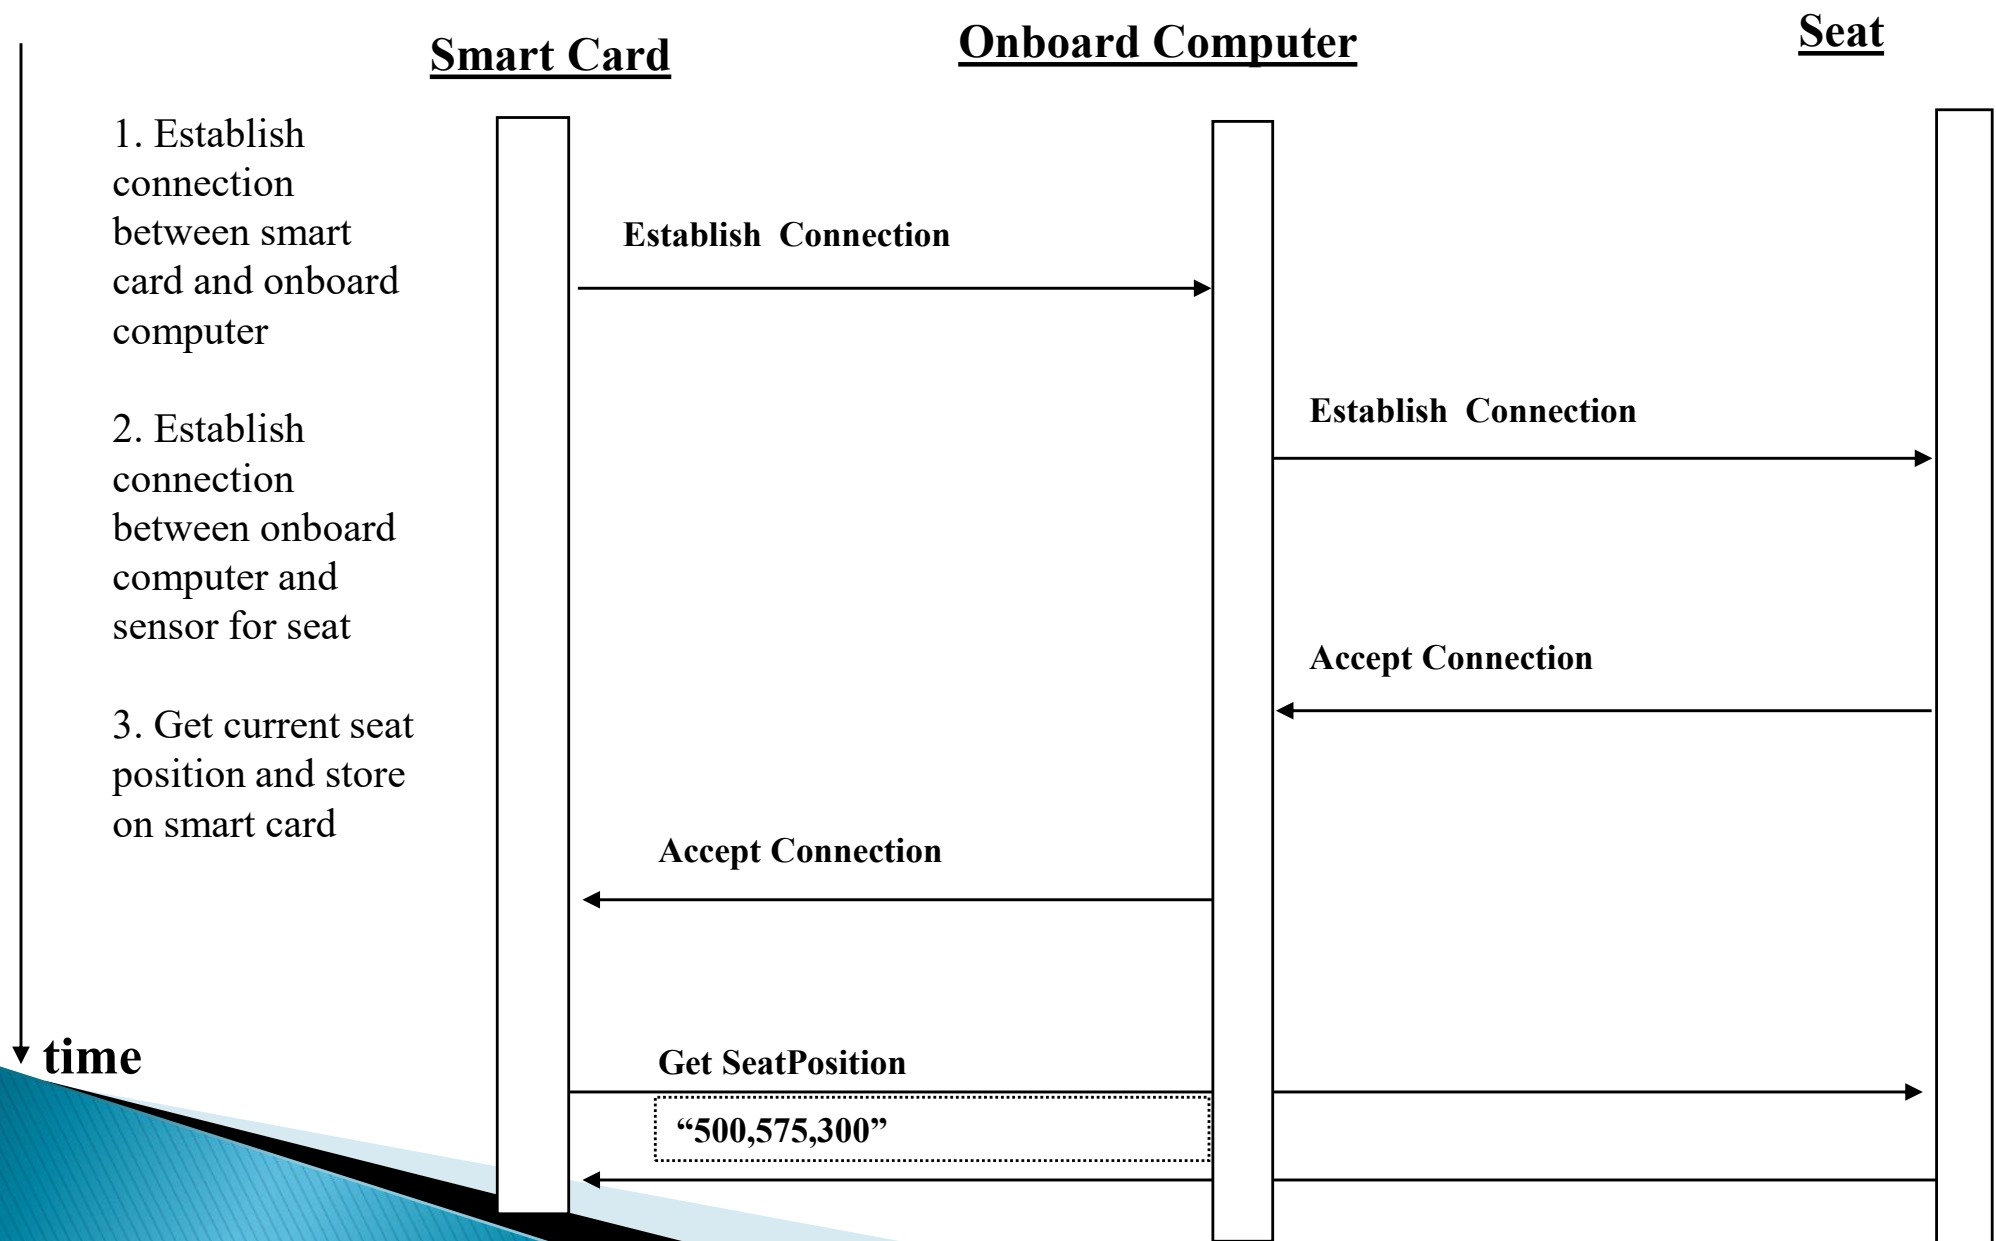 Smart Card
Onboard Computer
Seat
1. Establish
connection
between smart
card and onboard
computer
2. Establish
connection
between onboard
computer and
sensor for seat
3. Get current seat
position and store
on smart card
time
Establish  Connection
Establish  Connection
Accept Connection
Accept Connection
Get SeatPosition
“500,575,300”